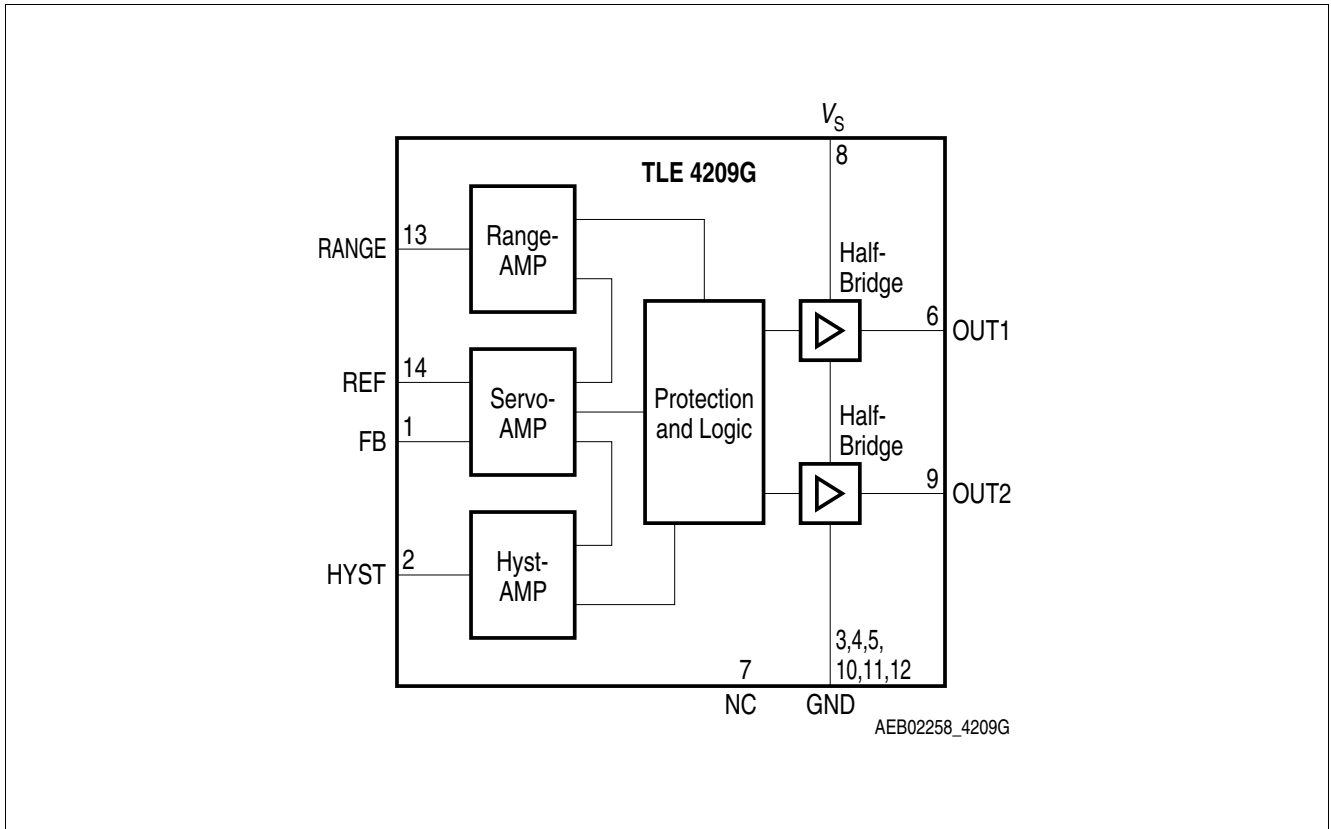 VS
8
TLE 4209G
RANGE
13
Range-
AMP
Half-
Bridge
6
OUT1
REF
14
FB
1
Servo-
AMP
Protection
and Logic
Half-
Bridge
9
OUT2
HYST
2
Hyst-
AMP
3,4,5,
10,11,12
7
NC
GND
AEB02258_4209G